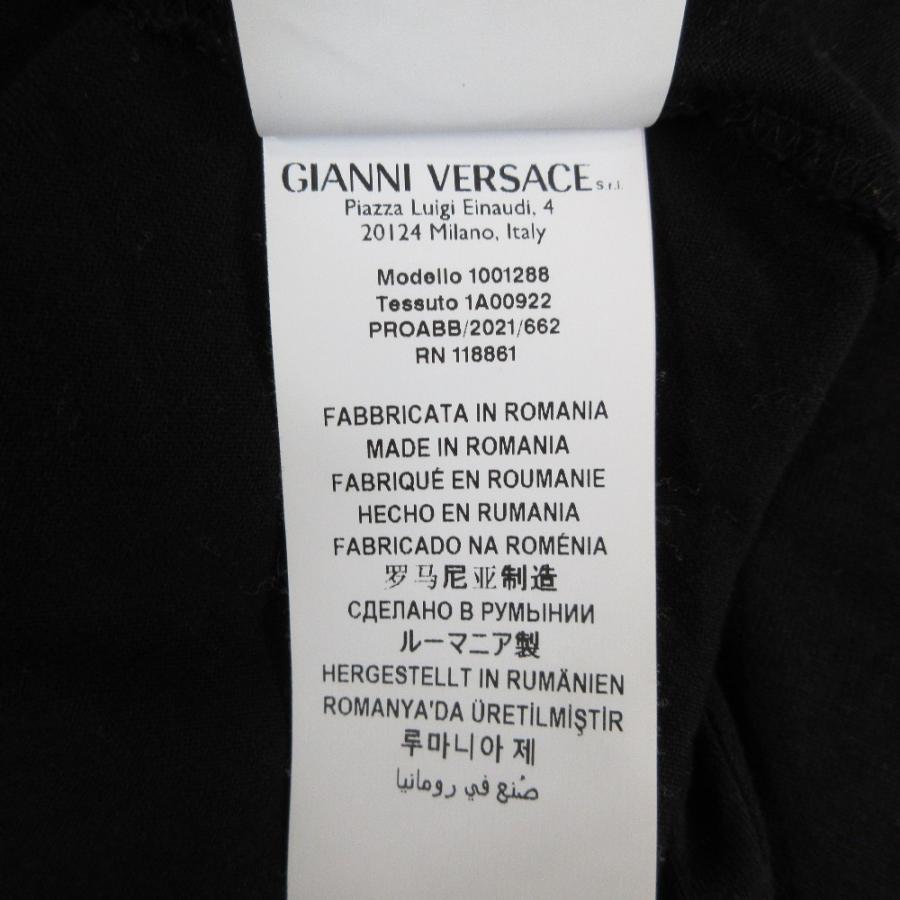 GIANNI VERSACE S.r.l.
Piazza Luigi Einaudi, 4
20124 Milano, Italy
Modello 1001288
Tessuto 1A00922
PROABB/2021/662
RN 118861
FABBRICATA IN ROMANIA
MADE IN ROMANIA
FABRIQUÉ EN ROUMANIE
HECHO EN RUMANIA
FABRICADO NA ROMÉNIA
罗马尼亚制造
СДЕЛАНО В РУМЫНИИ
ルーマニア製
HERGESTELLT IN RUMÄNIEN
ROMANYA'DA ÜRETİLMİŞTİR
루마니아 제
صُنع في رومانيا